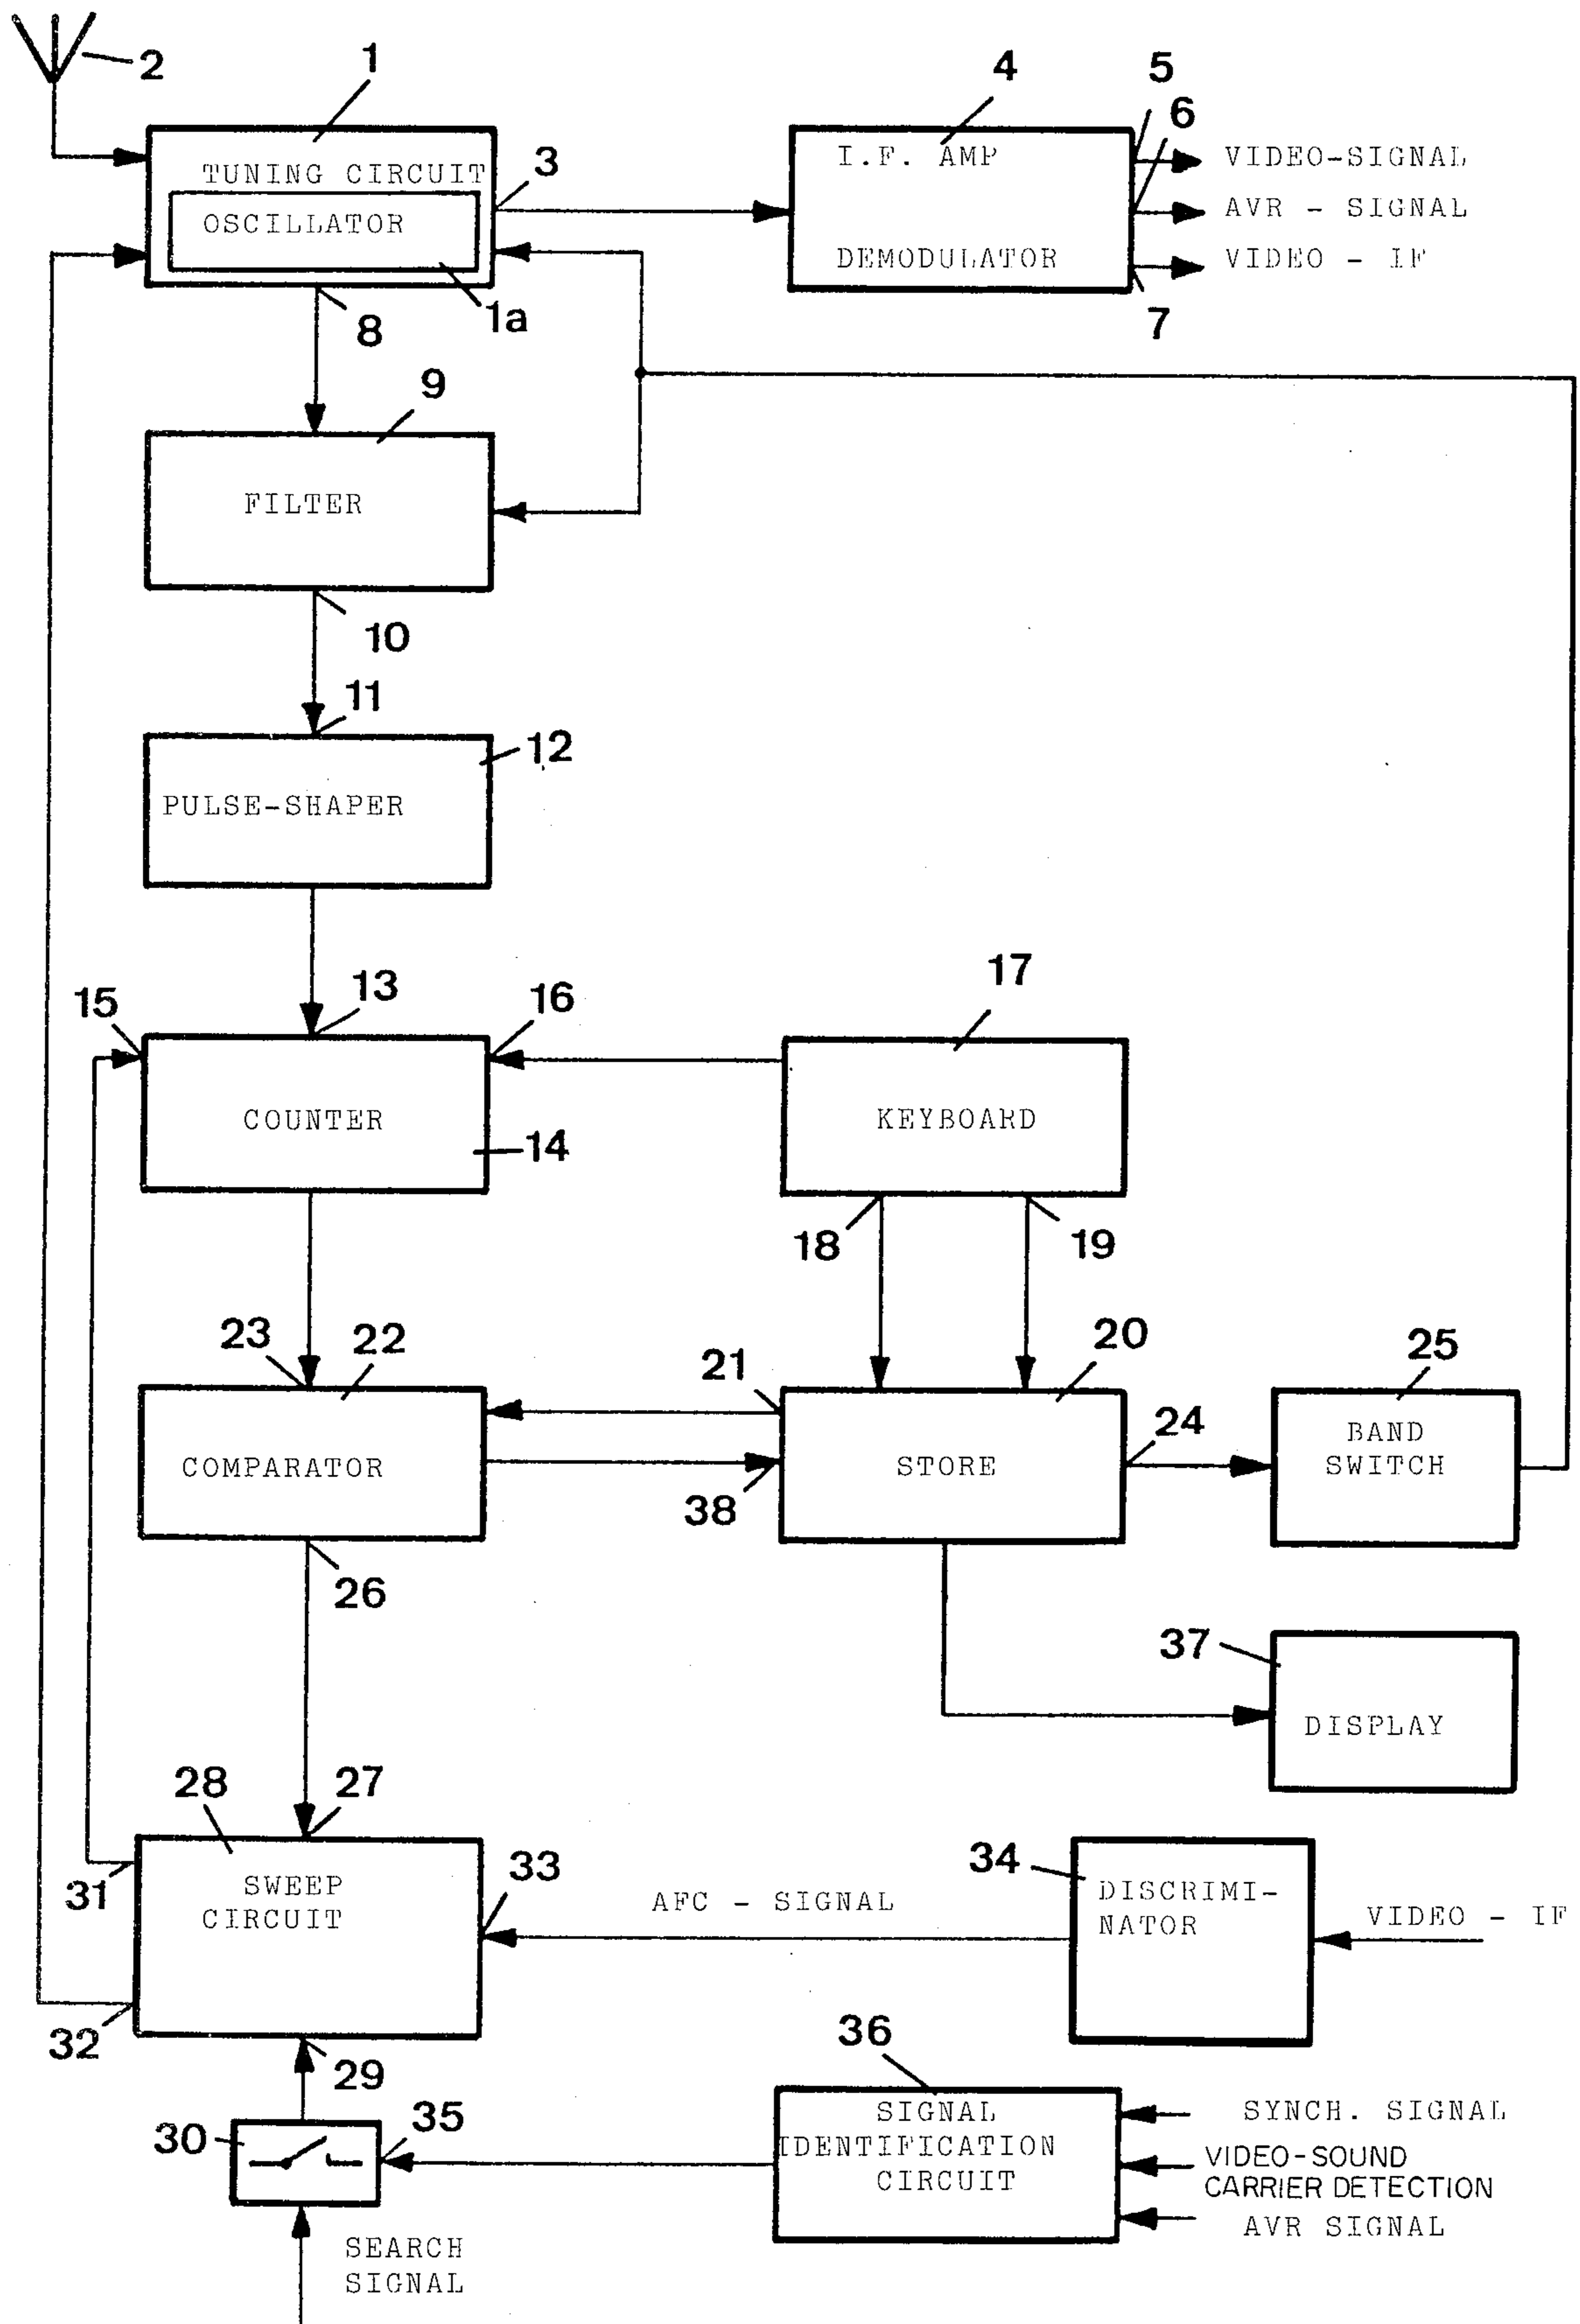 2
1
4
5
6
TUNING CIRCUIT
3
I.F. AMP
VIDEO-SIGNAL
OSCILLATOR
AVR - SIGNAL
DEMODULATOR
VIDEO - IF
1a
8
7
9
FILTER
10
11
12
PULSE-SHAPER
13
15
16
17
COUNTER
14
KEYBOARD
18
19
23
22
21
20
25
24
COMPARATOR
STORE
BAND
SWITCH
38
26
37
DISPLAY
28
27
33
34
31
SWEEP
CIRCUIT
AFC - SIGNAL
DISCRIMI-
NATOR
VIDEO - IF
32
29
36
30
35
SIGNAL
IDENTIFICATION
CIRCUIT
SYNCH. SIGNAL
VIDEO-SOUND
CARRIER DETECTION
AVR SIGNAL
SEARCH
SIGNAL